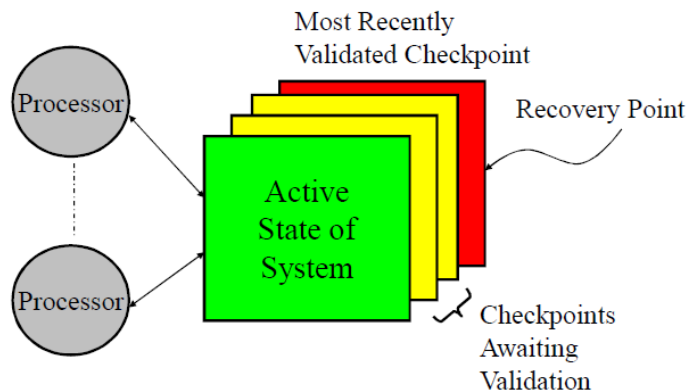 Most Recently
Validated Checkpoint
Processor
Recovery Point
Active
State of
System
Processor
Checkpoints
Awaiting
Validation